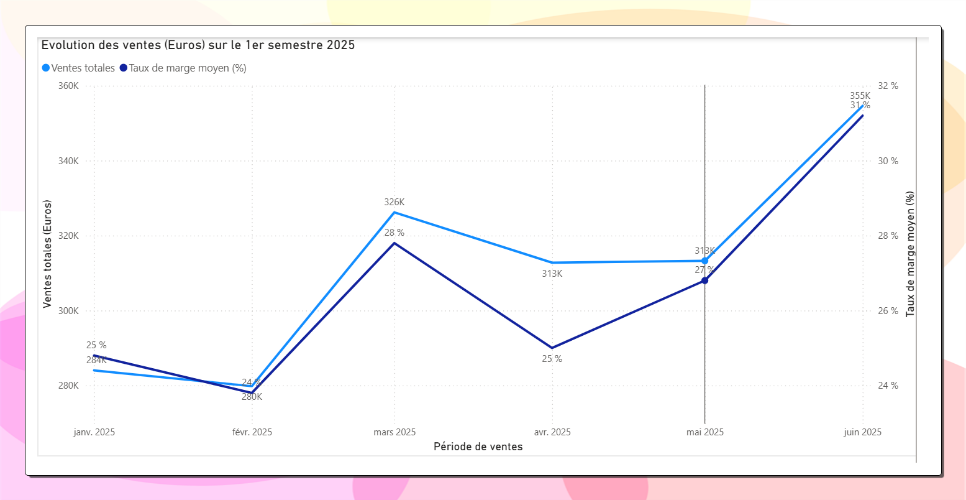 Evolution des ventes (Euros) sur le 1er semestre 2025
Ventes totales Taux de marge moyen (%)
360K
340K
320K
300K
280K
Ventes totales (Euros)
32 %
30 %
28 %
26 %
24 %
Taux de marge moyen (%)
25 %
284K
24 %
280K
326K
28 %
313K
25 %
313K
27 %
355K
31 %
janv. 2025 févr. 2025 mars 2025 avr. 2025 mai 2025 juin 2025
Période de ventes